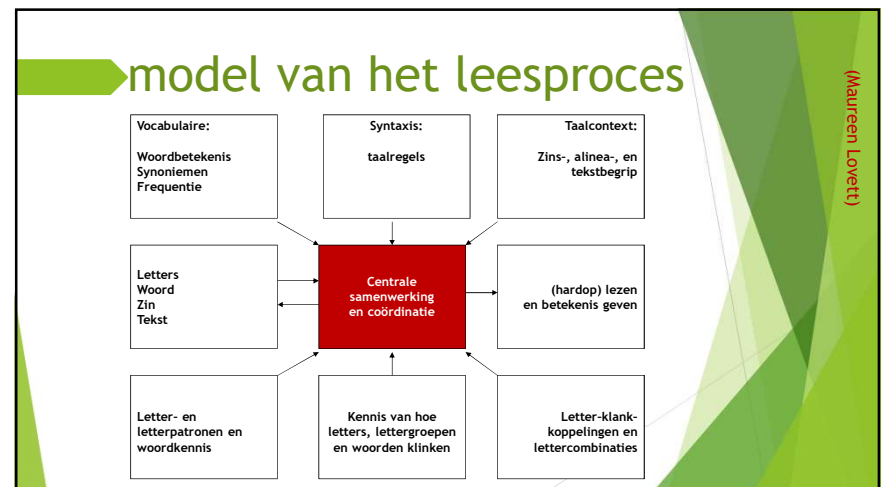 model van het leesproces
(Maureen Lovett)
Vocabulaire:
Woordbetekenis
Synoniemen
Frequentie
Syntaxis:
taalregels
Taalcontext:
Zins-, alinea-, en
tekstbegrip
Letters
Woord
Zin
Tekst
Centrale
samenwerking
en coördinatie
(hardop) lezen
en betekenis geven
Letter- en
letterpatronen en
woordkennis
Kennis van hoe
letters, lettergroepen
en woorden klinken
Letter-klank-
koppelingen en
lettercombinaties